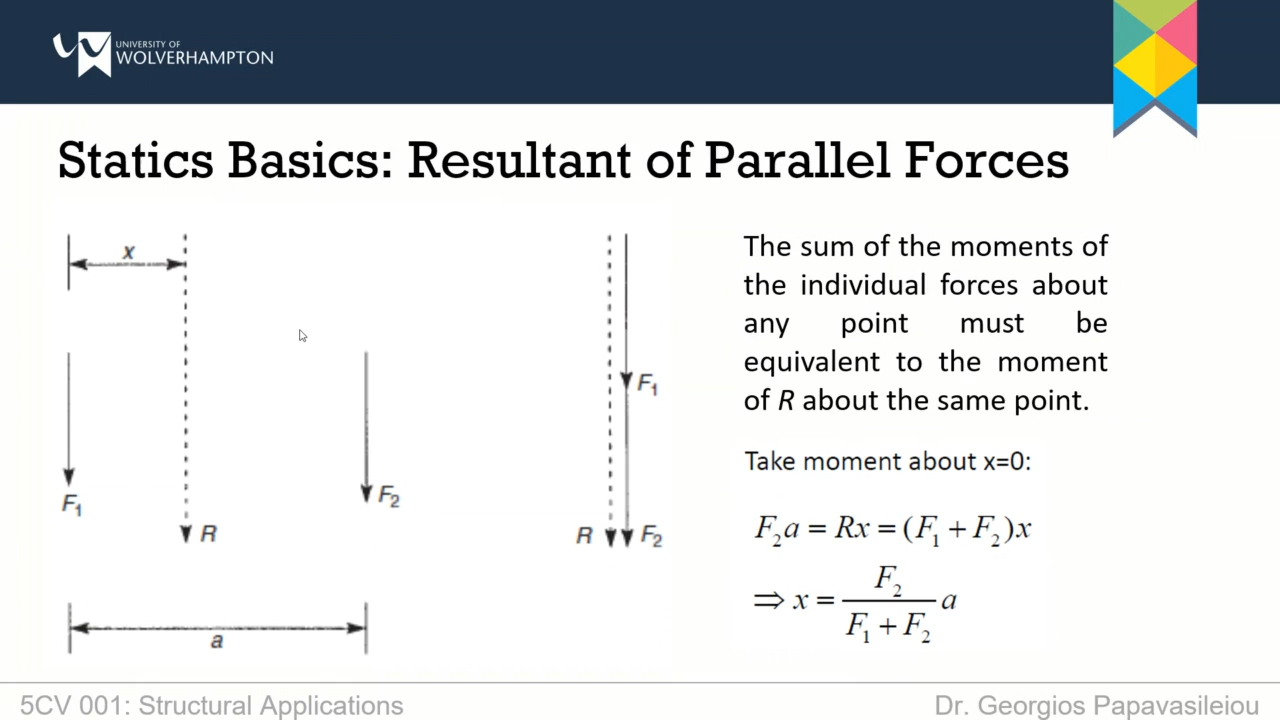 UNIVERSITY OF
WOLVERHAMPTON
Statics Basics: Resultant of Parallel Forces
x
F₁
R
F₂
a
F₁
R
F₂
The sum of the moments of
the individual forces about
any point must be
equivalent to the moment
of R about the same point.
Take moment about x=0:
F₂a = Rx = (F₁ + F₂)x
⇒ x = F₂ / (F₁ + F₂) a
5CV 001: Structural Applications
Dr. Georgios Papavasileiou